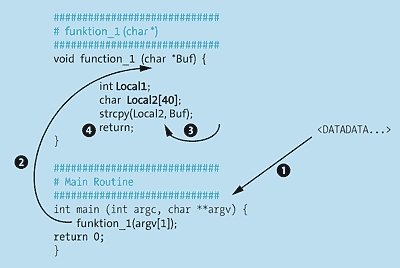 ############################
# funktion_1 (char*)
############################
void function_1 (char *Buf) {
int Local1;
char Local2[40];
strcpy(Local2, Buf);
4 return; 3
}
<DATADATA...>
2
1
############################
# Main Routine
############################
int main (int argc, char **argv) {
funktion_1(argv[1]);
return 0;
}